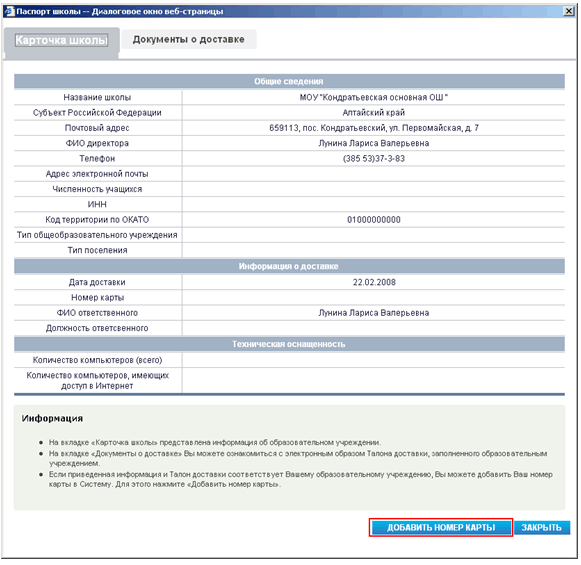 Паспорт школы -- Диалоговое окно веб-страницы
Карточка школы Документы о доставке
Общие сведения
Название школы МОУ "Кондратьевская основная ОШ"
Субъект Российской Федерации Алтайский край
Почтовый адрес 659113, пос. Кондратьевский, ул. Первомайская, д. 7
ФИО директора Лунина Лариса Валерьевна
Телефон (385 53)37-3-83
Адрес электронной почты
Численность учащихся
ИНН
Код территории по ОКАТО 01000000000
Тип общеобразовательного учреждения
Тип поселения
Информация о доставке
Дата доставки 22.02.2008
Номер карты
ФИО ответственного Лунина Лариса Валерьевна
Должность ответсвенного
Техническая оснащенность
Количество компьютеров (всего)
Количество компьютеров, имеющих
доступ в Интернет
Информация
На вкладке «Карточка школы» представлена информация об образовательном учреждении.
На вкладке «Документы о доставке» Вы можете ознакомиться с электронным образом Талона доставки, заполненного образовательным
учреждением.
Если приведенная информация и Талон доставки соответствует Вашему образовательному учреждению, Вы можете добавить Ваш номер
карты в Систему. Для этого нажмите «Добавить номер карты».
ДОБАВИТЬ НОМЕР КАРТЫ ЗАКРЫТЬ